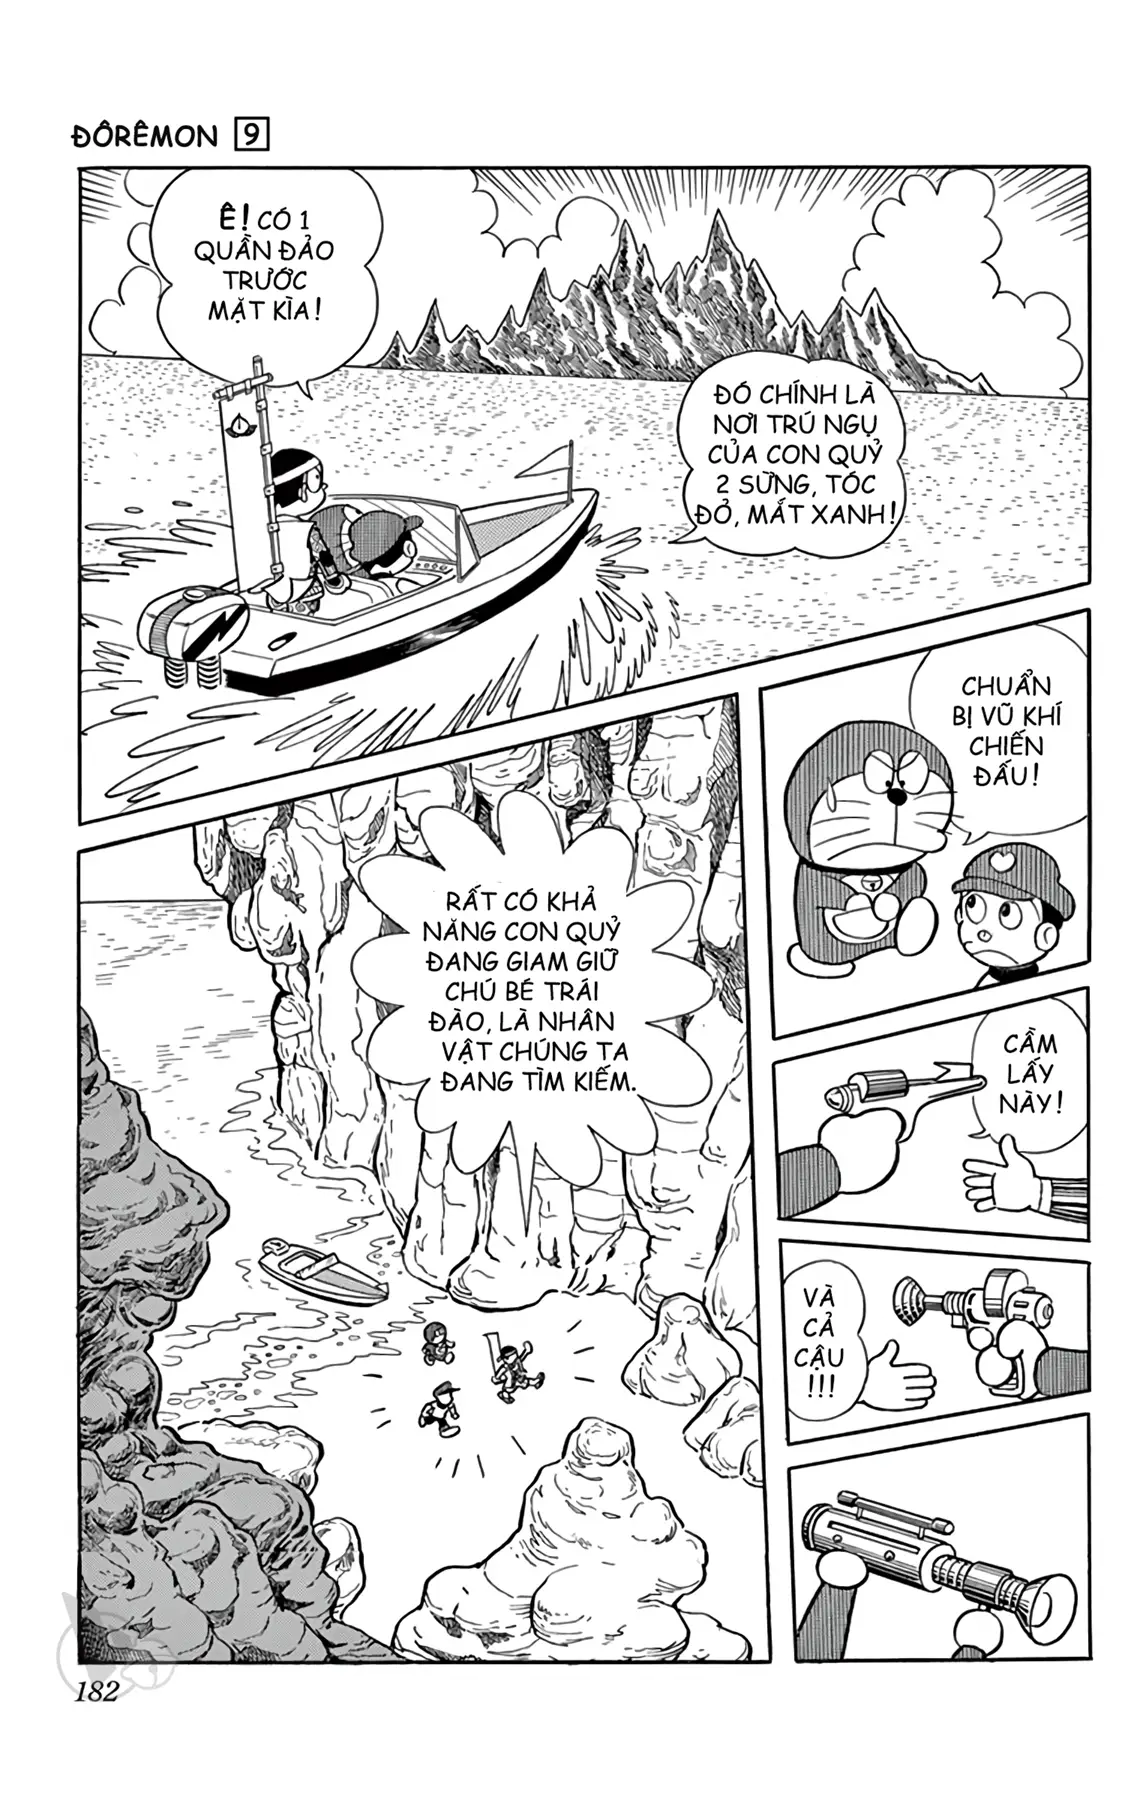 ĐÔRÊMON 9
Ê! CÓ 1
QUẦN ĐẢO
TRƯỚC
MẶT KÌA!
ĐÓ CHÍNH LÀ
NƠI TRÚ NGỤ
CỦA CON QUỶ
2 SỪNG, TÓC
ĐỎ, MẮT XANH!
CHUẨN
BỊ VŨ KHÍ
CHIẾN
ĐẤU!
RẤT CÓ KHẢ
NĂNG CON QUỶ
ĐANG GIAM GIỮ
CHÚ BÉ TRÁI
ĐÀO, LÀ NHÂN
VẬT CHÚNG TA
ĐANG TÌM KIẾM.
CẦM
LẤY
NÀY!
VÀ
CẢ
CẬU
!!!
182